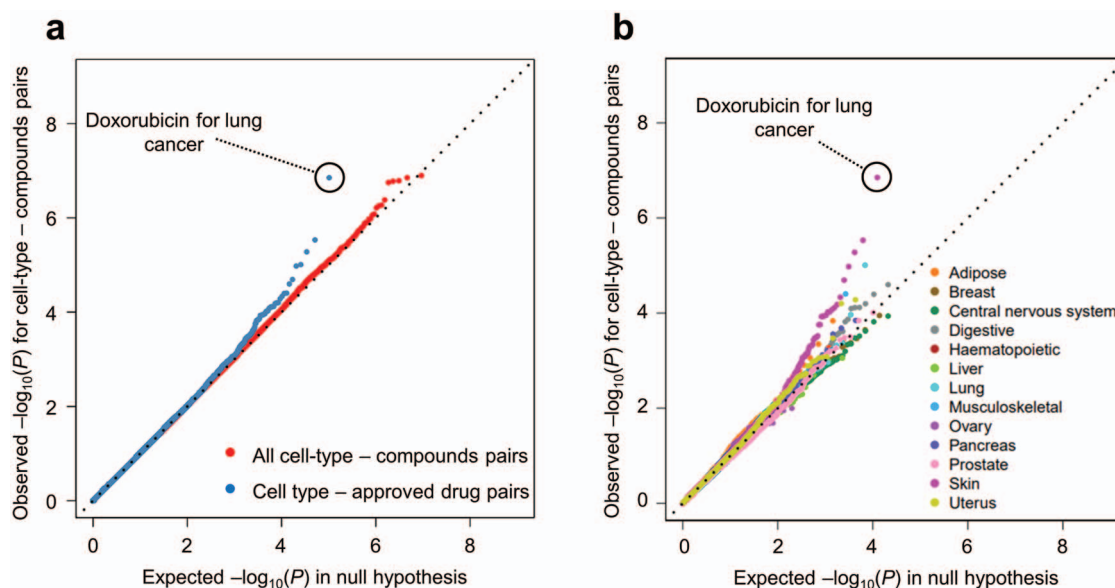 a
Observed –log10(P) for cell-type – compounds pairs
8
6
4
2
0
Doxorubicin for lung
cancer
All cell-type – compounds pairs
Cell type – approved drug pairs
0 2 4 6 8
Expected –log10(P) in null hypothesis
b
Observed –log10(P) for cell-type – compounds pairs
8
6
4
2
0
Doxorubicin for lung
cancer
Adipose
Breast
Central nervous system
Digestive
Haematopoietic
Liver
Lung
Musculoskeletal
Ovary
Pancreas
Prostate
Skin
Uterus
0 2 4 6 8
Expected –log10(P) in null hypothesis